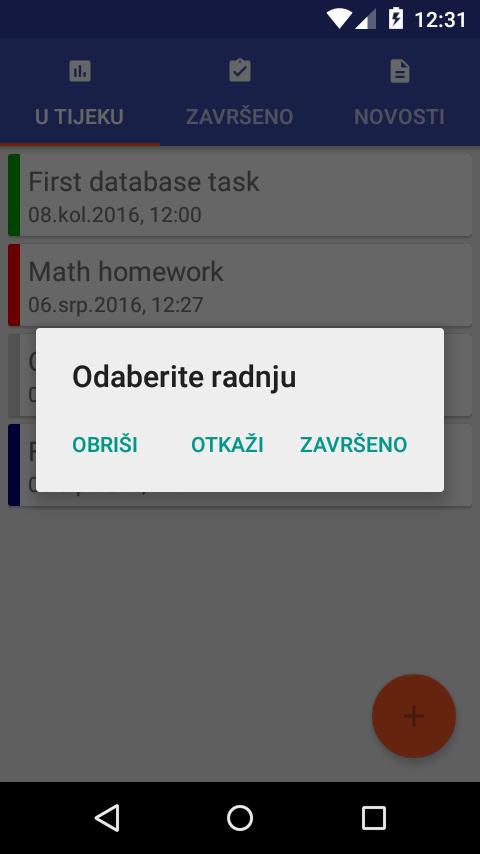 12:31
U TIJEKU
ZAVRŠENO
NOVOSTI
First database task
08.kol.2016, 12:00
Math homework
06.srp.2016, 12:27
Odaberite radnju
OBRIŠI
OTKAŽI
ZAVRŠENO